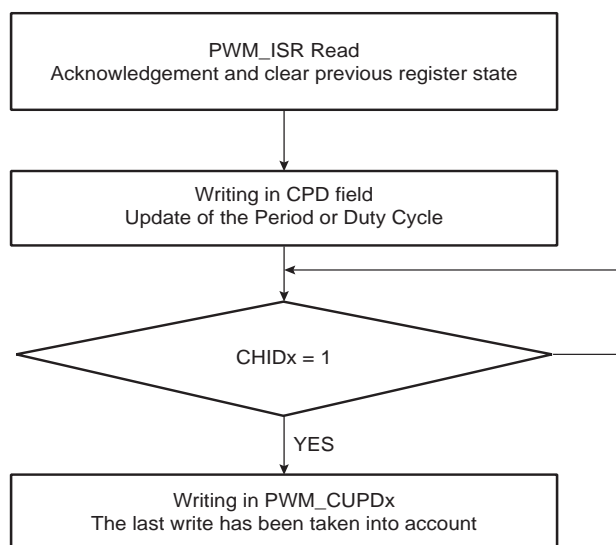 PWM_ISR Read
Acknowledgement and clear previous register state
Writing in CPD field
Update of the Period or Duty Cycle
CHIDx = 1
YES
Writing in PWM_CUPDx
The last write has been taken into account